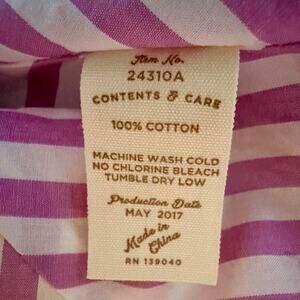 Item No.
24310A
CONTENTS & CARE
100% COTTON
MACHINE WASH COLD
NO CHLORINE BLEACH
TUMBLE DRY LOW
Production Date
MAY 2017
Made in
China
RN 139040